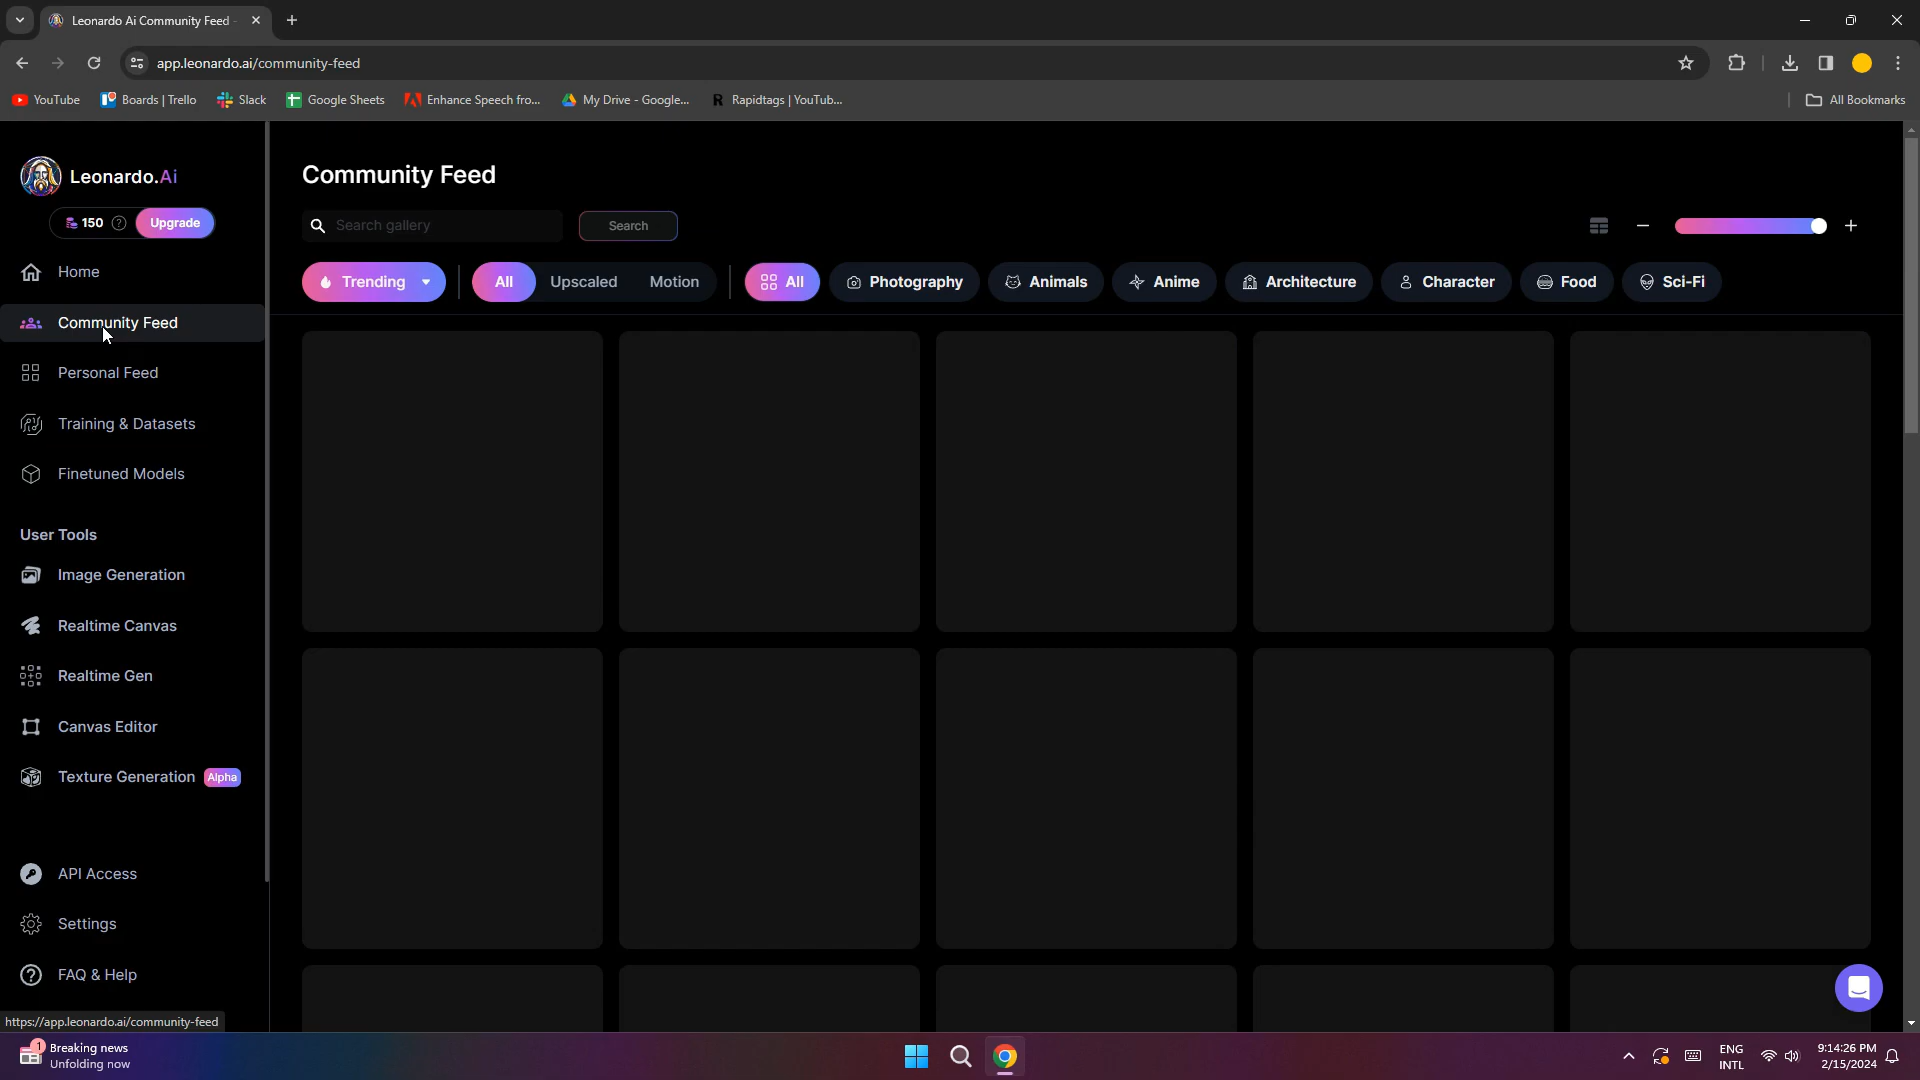 Leonardo Ai Community Feed
app.leonardo.ai/community-feed
YouTube
Boards | Trello
Slack
Google Sheets
Enhance Speech fro...
My Drive - Google...
Rapidtags | YouTub...
All Bookmarks
Leonardo.Ai
150
Upgrade
Home
Community Feed
Personal Feed
Training & Datasets
Finetuned Models
User Tools
Image Generation
Realtime Canvas
Realtime Gen
Canvas Editor
Texture Generation Alpha
API Access
Settings
FAQ & Help
https://app.leonardo.ai/community-feed
Community Feed
Search gallery
Search
Trending
All
Upscaled
Motion
All
Photography
Animals
Anime
Architecture
Character
Food
Sci-Fi
1
Breaking news
Unfolding now
ENG
INTL
9:14:26 PM
2/15/2024